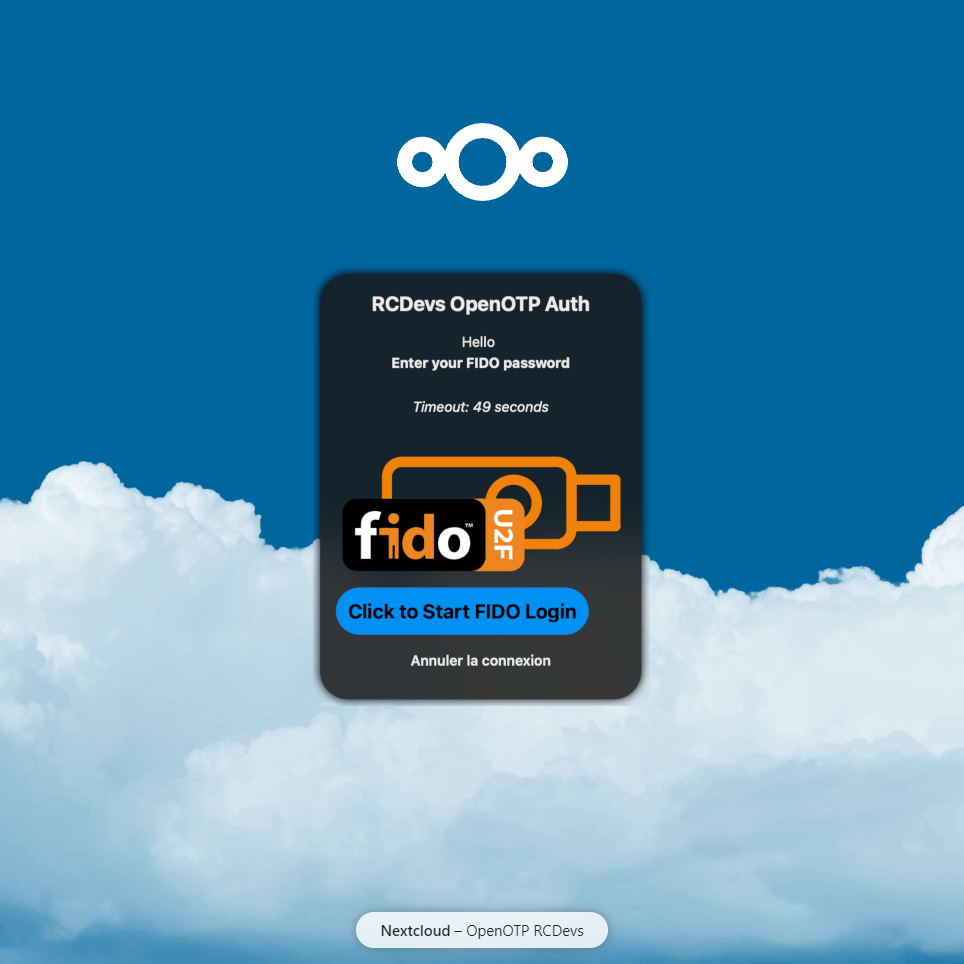 RCDevs OpenOTP Auth
Hello
Enter your FIDO password
Timeout: 49 seconds
fido™
U2F
Click to Start FIDO Login
Annuler la connexion
Nextcloud – OpenOTP RCDevs